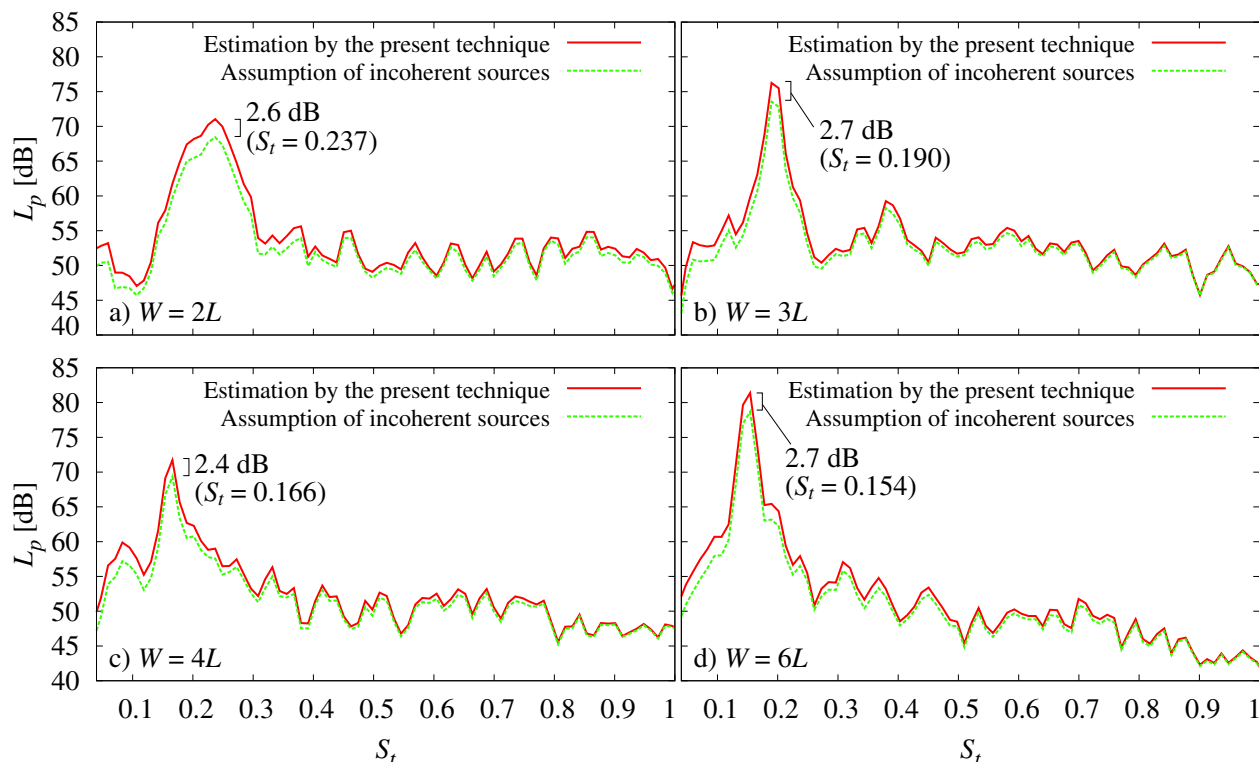 85
80
75
70
65
60
55
50
45
40
L_p [dB]
Estimation by the present technique
Assumption of incoherent sources
2.6 dB
(S_t = 0.237)
a) W = 2L
Estimation by the present technique
Assumption of incoherent sources
2.7 dB
(S_t = 0.190)
b) W = 3L
85
80
75
70
65
60
55
50
45
40
L_p [dB]
Estimation by the present technique
Assumption of incoherent sources
2.4 dB
(S_t = 0.166)
c) W = 4L
0.1 0.2 0.3 0.4 0.5 0.6 0.7 0.8 0.9 1
S_t
Estimation by the present technique
Assumption of incoherent sources
2.7 dB
(S_t = 0.154)
d) W = 6L
0.1 0.2 0.3 0.4 0.5 0.6 0.7 0.8 0.9 1
S_t